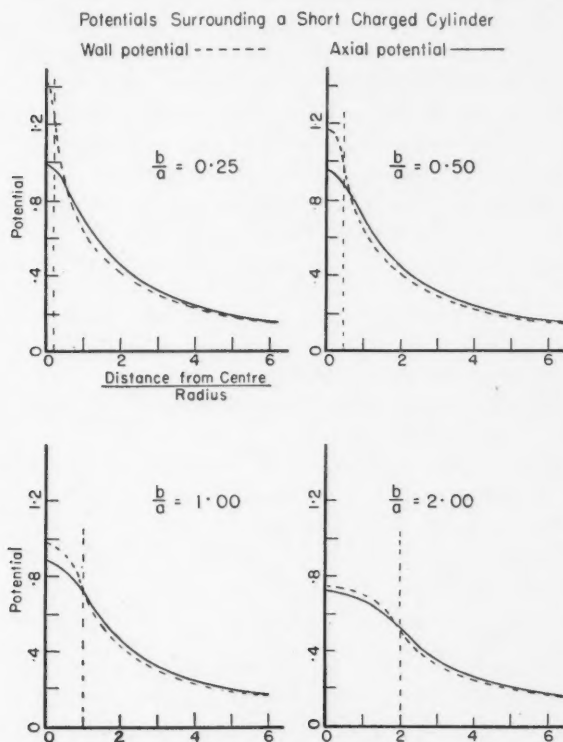 Potentials Surrounding a Short Charged Cylinder
Wall potential Axial potential
Potential
1·2
·8
·4
0
b/a = 0·25
0 2 4 6
Distance from Centre
Radius
1·2
·8
·4
0
b/a = 0·50
0 2 4 6
Potential
1·2
·8
·4
0
b/a = 1·00
0 2 4 6
1·2
·8
·4
0
b/a = 2·00
0 2 4 6